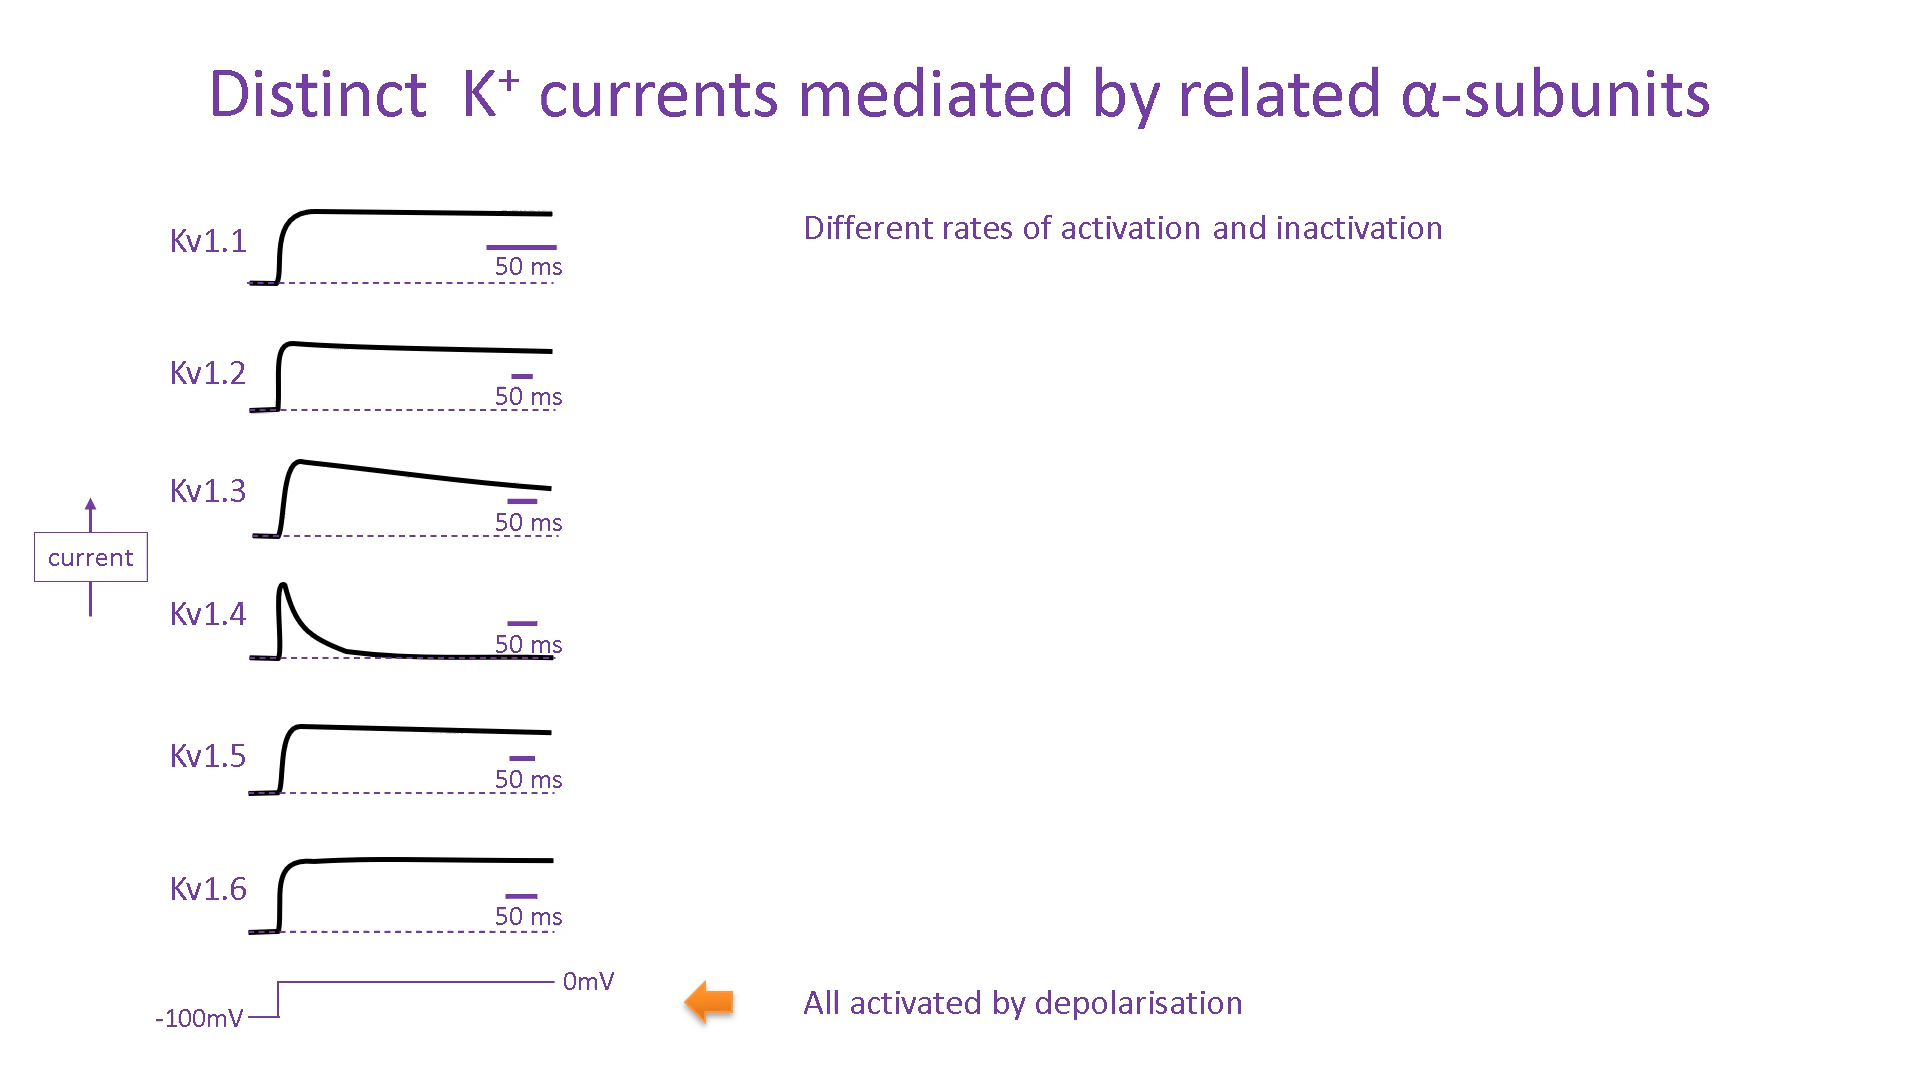 Distinct  K⁺ currents mediated by related α-subunits
Kv1.1
50 ms
Different rates of activation and inactivation
Kv1.2
50 ms
Kv1.3
50 ms
current
Kv1.4
50 ms
Kv1.5
50 ms
Kv1.6
50 ms
0mV
-100mV
All activated by depolarisation